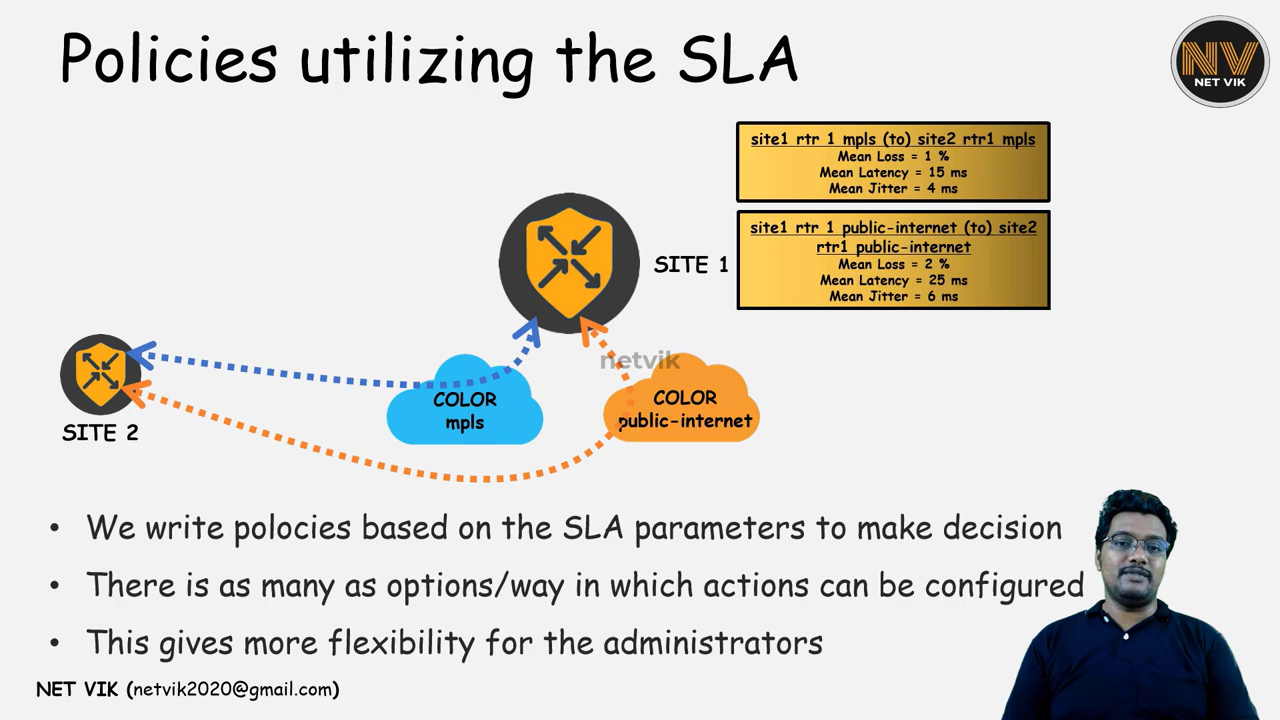 Policies utilizing the SLA
NV
NET VIK
site1 rtr 1 mpls (to) site2 rtr1 mpls
Mean Loss = 1 %
Mean Latency = 15 ms
Mean Jitter = 4 ms
site1 rtr 1 public-internet (to) site2
rtr1 public-internet
Mean Loss = 2 %
Mean Latency = 25 ms
Mean Jitter = 6 ms
SITE 1
netvik
COLOR
mpls
COLOR
public-internet
SITE 2
• We write polocies based on the SLA parameters to make decision
• There is as many as options/way in which actions can be configured
• This gives more flexibility for the administrators
NET VIK (netvik2020@gmail.com)